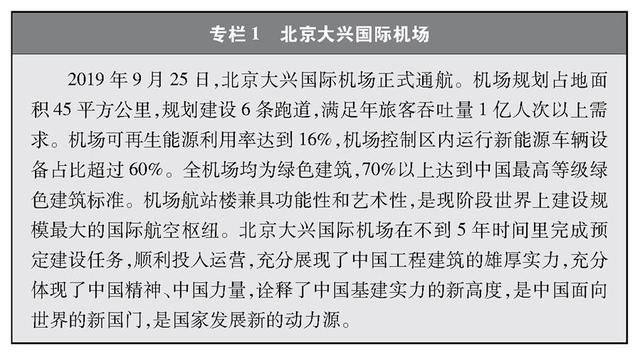 专栏1 北京大兴国际机场
2019年9月25日,北京大兴国际机场正式通航。机场规划占地面
积45平方公里,规划建设6条跑道,满足年旅客吞吐量1亿人次以上需
求。机场可再生能源利用率达到16%,机场控制区内运行新能源车辆设
备占比超过60%。全机场均为绿色建筑,70%以上达到中国最高等级绿
色建筑标准。机场航站楼兼具功能性和艺术性,是现阶段世界上建设规
模最大的国际航空枢纽。北京大兴国际机场在不到5年时间里完成预
定建设任务,顺利投入运营,充分展现了中国工程建筑的雄厚实力,充分
体现了中国精神、中国力量,诠释了中国基建实力的新高度,是中国面向
世界的新国门,是国家发展新的动力源。